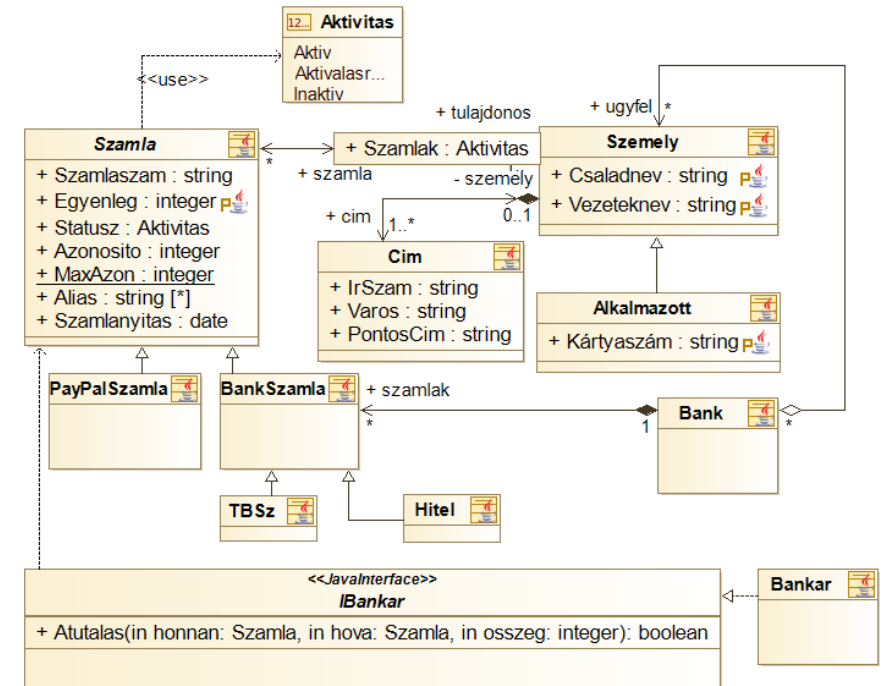 12... Aktivitas
Aktiv
Aktivalasr...
Inaktiv
<<use>>
Szamla
+ Szamlaszam : string
+ Egyenleg : integer
+ Statusz : Aktivitas
+ Azonosito : integer
+ MaxAzon : integer
+ Alias : string [*]
+ Szamlanyitas : date
*
+ szamla
+ tulajdonos
+ Szamlak : Aktivitas
- személy
0..1
+ ugyfel *
Szemely
+ Csaladnev : string
+ Vezeteknev : string
+ cim
1..*
Cim
+ IrSzam : string
+ Varos : string
+ PontosCim : string
Alkalmazott
+ Kártyaszám : string
PayPalSzamla
BankSzamla
+ szamlak
*
1
Bank
*
TBSz
Hitel
<<JavaInterface>>
IBankar
+ Atutalas(in honnan: Szamla, in hova: Szamla, in osszeg: integer): boolean
Bankar